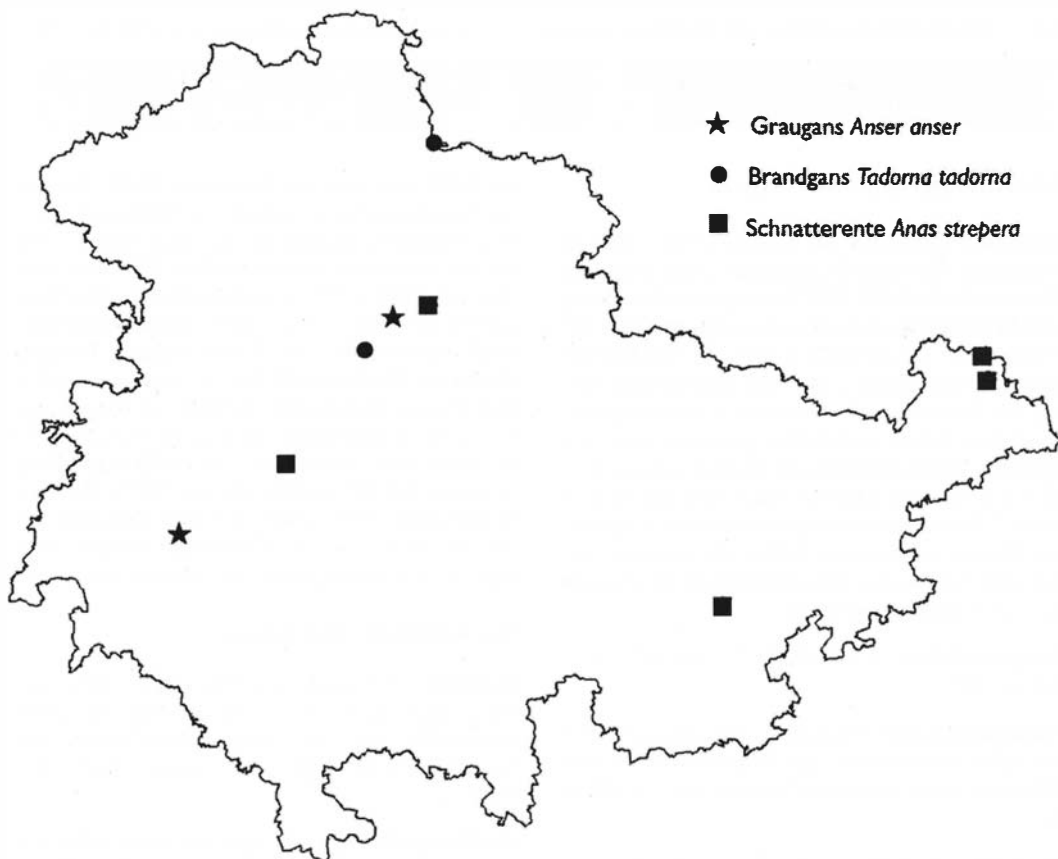 Graugans Anser anser
Brandgans Tadorna tadorna
Schnatterente Anas strepera